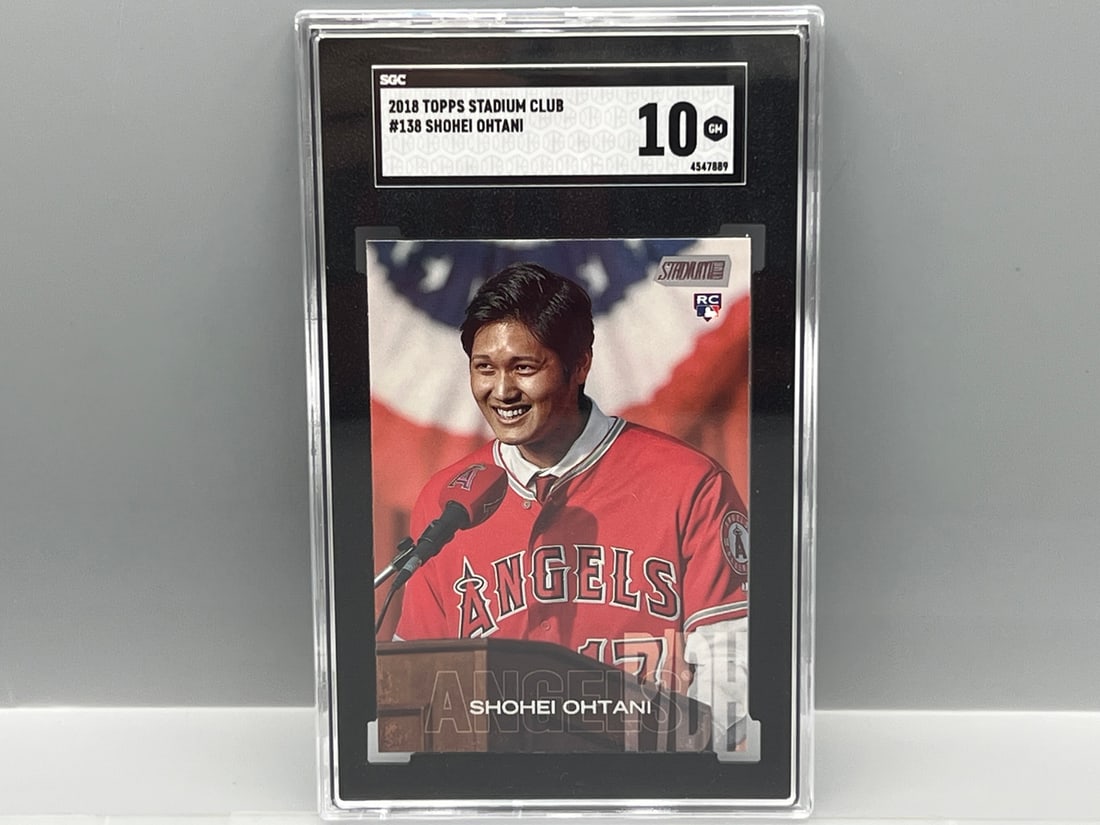 SGC
2018 TOPPS STADIUM CLUB
#138 SHOHEI OHTANI
10 GM
4547889
STADIUM CLUB
RC
A
ANGELS
17
ANGELS
SHOHEI OHTANI